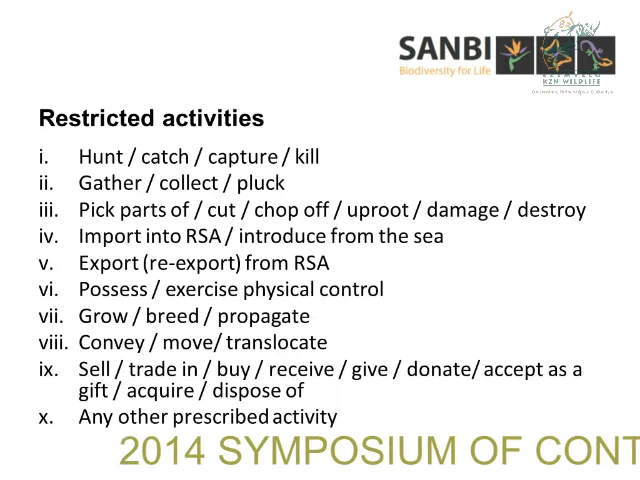 SANBI
Biodiversity for Life
KZN WILDLIFE
Restricted activities
i. Hunt / catch / capture / kill
ii. Gather / collect / pluck
iii. Pick parts of / cut / chop off / uproot / damage / destroy
iv. Import into RSA / introduce from the sea
v. Export (re-export) from RSA
vi. Possess / exercise physical control
vii. Grow / breed / propagate
viii. Convey / move/ translocate
ix. Sell / trade in / buy / receive / give / donate/ accept as a
gift / acquire / dispose of
x. Any other prescribed activity
2014 SYMPOSIUM OF CONT